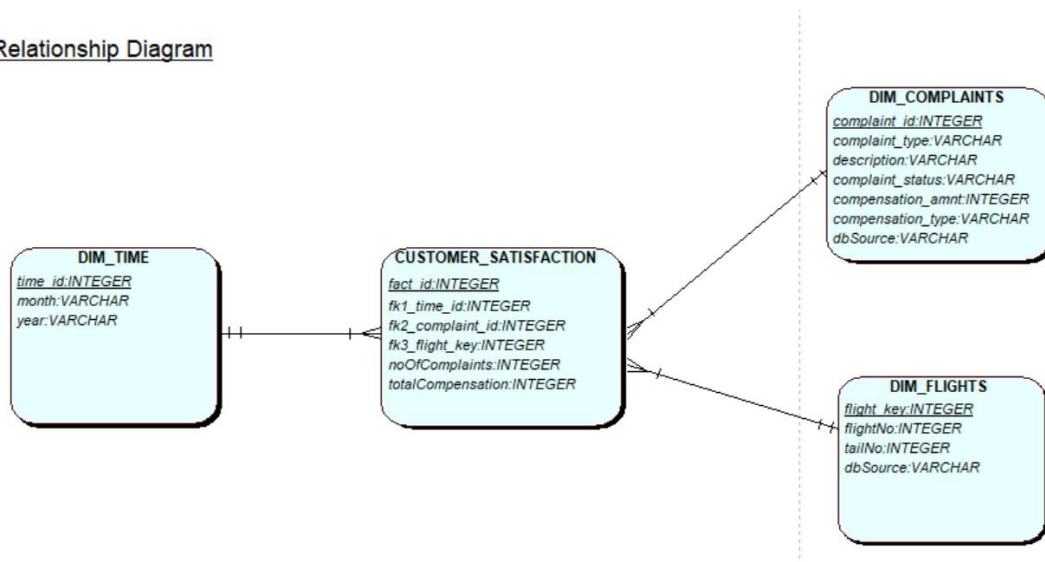 Relationship Diagram
DIM_COMPLAINTS
complaint_id:INTEGER
complaint_type:VARCHAR
description:VARCHAR
complaint_status:VARCHAR
compensation_amnt:INTEGER
compensation_type:VARCHAR
dbSource:VARCHAR
DIM_TIME
time_id:INTEGER
month:VARCHAR
year:VARCHAR
CUSTOMER_SATISFACTION
fact_id:INTEGER
fk1_time_id:INTEGER
fk2_complaint_id:INTEGER
fk3_flight_key:INTEGER
noOfComplaints:INTEGER
totalCompensation:INTEGER
DIM_FLIGHTS
flight_key:INTEGER
flightNo:INTEGER
tailNo:INTEGER
dbSource:VARCHAR